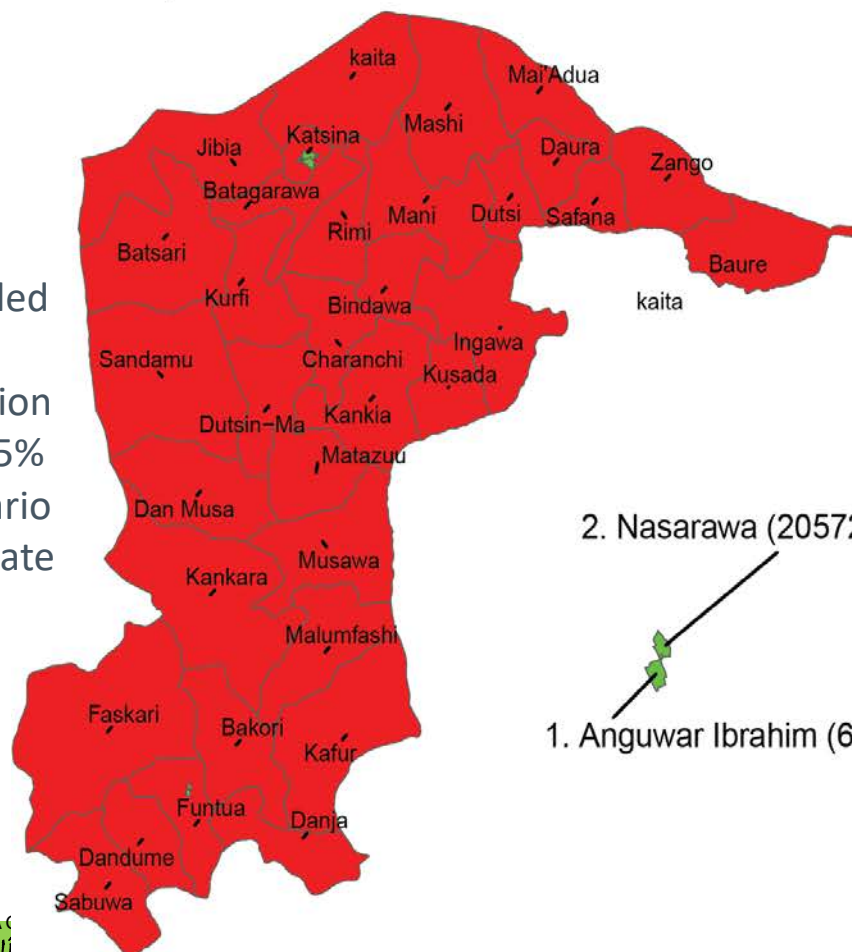 kaita
Mai'Adua
Mashi
Katsina
Jibia
Daura
Zango
Batagarawa
Mani
Dutsi
Safana
Rimi
Batsari
Baure
Kurfi
Bindawa
kaita
Ingawa
Sandamu
Charanchi
Kusada
Kankia
Dutsin-Ma
Matazuu
Dan Musa
Musawa
Kankara
Malumfashi
Faskari
Bakori
Kafur
Funtua
Danja
Dandume
Sabuwa
led
ion
5%
ario
ate
2. Nasarawa (20572
1. Anguwar Ibrahim (6